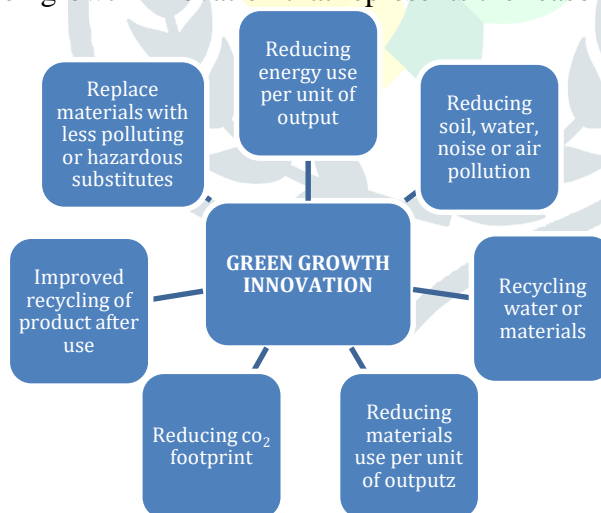 Reducing
energy use
per unit of
output
Reducing
soil, water,
noise or air
pollution
Recycling
water or
materials
Reducing
materials
use per unit
of outputz
Reducing co₂
footprint
Improved
recycling of
product after
use
Replace
materials with
less polluting
or hazardous
substitutes
GREEN GROWTH
INNOVATION